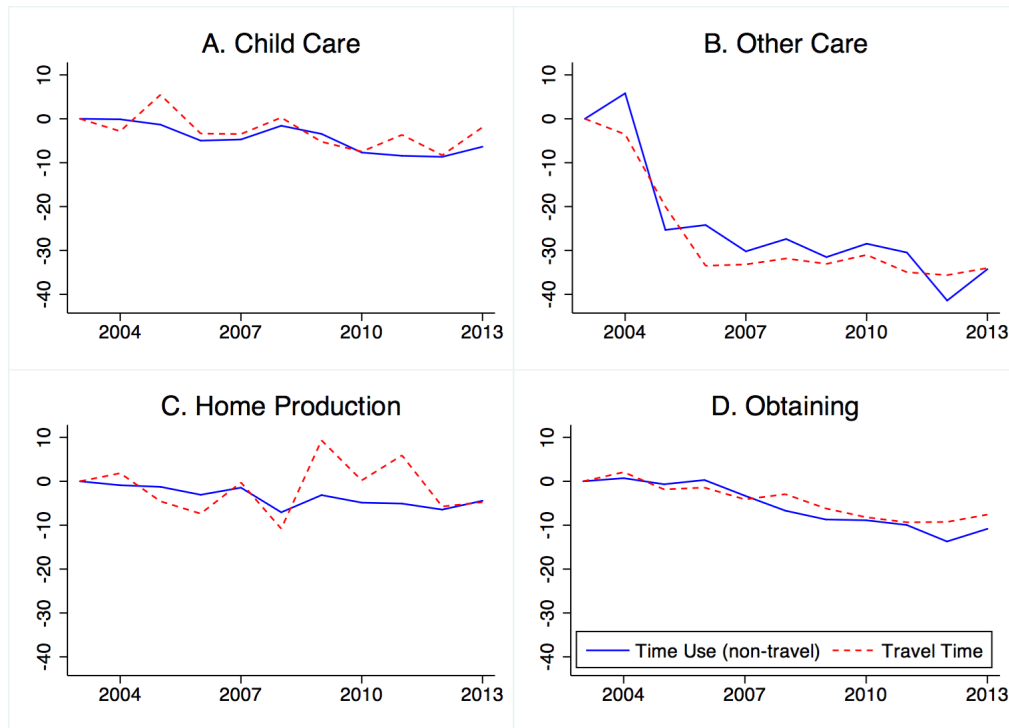 A. Child Care
10
0
-10
-20
-30
-40
2004 2007 2010 2013
B. Other Care
10
0
-10
-20
-30
-40
2004 2007 2010 2013
C. Home Production
10
0
-10
-20
-30
-40
2004 2007 2010 2013
D. Obtaining
10
0
-10
-20
-30
-40
Time Use (non-travel) Travel Time
2004 2007 2010 2013